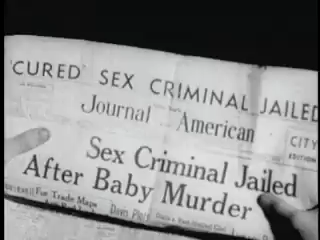 'CURED' SEX CRIMINAL JAILED
Journal American
CITY
EDITION
Sex Criminal Jailed
After Baby Murder
For Trade Maps